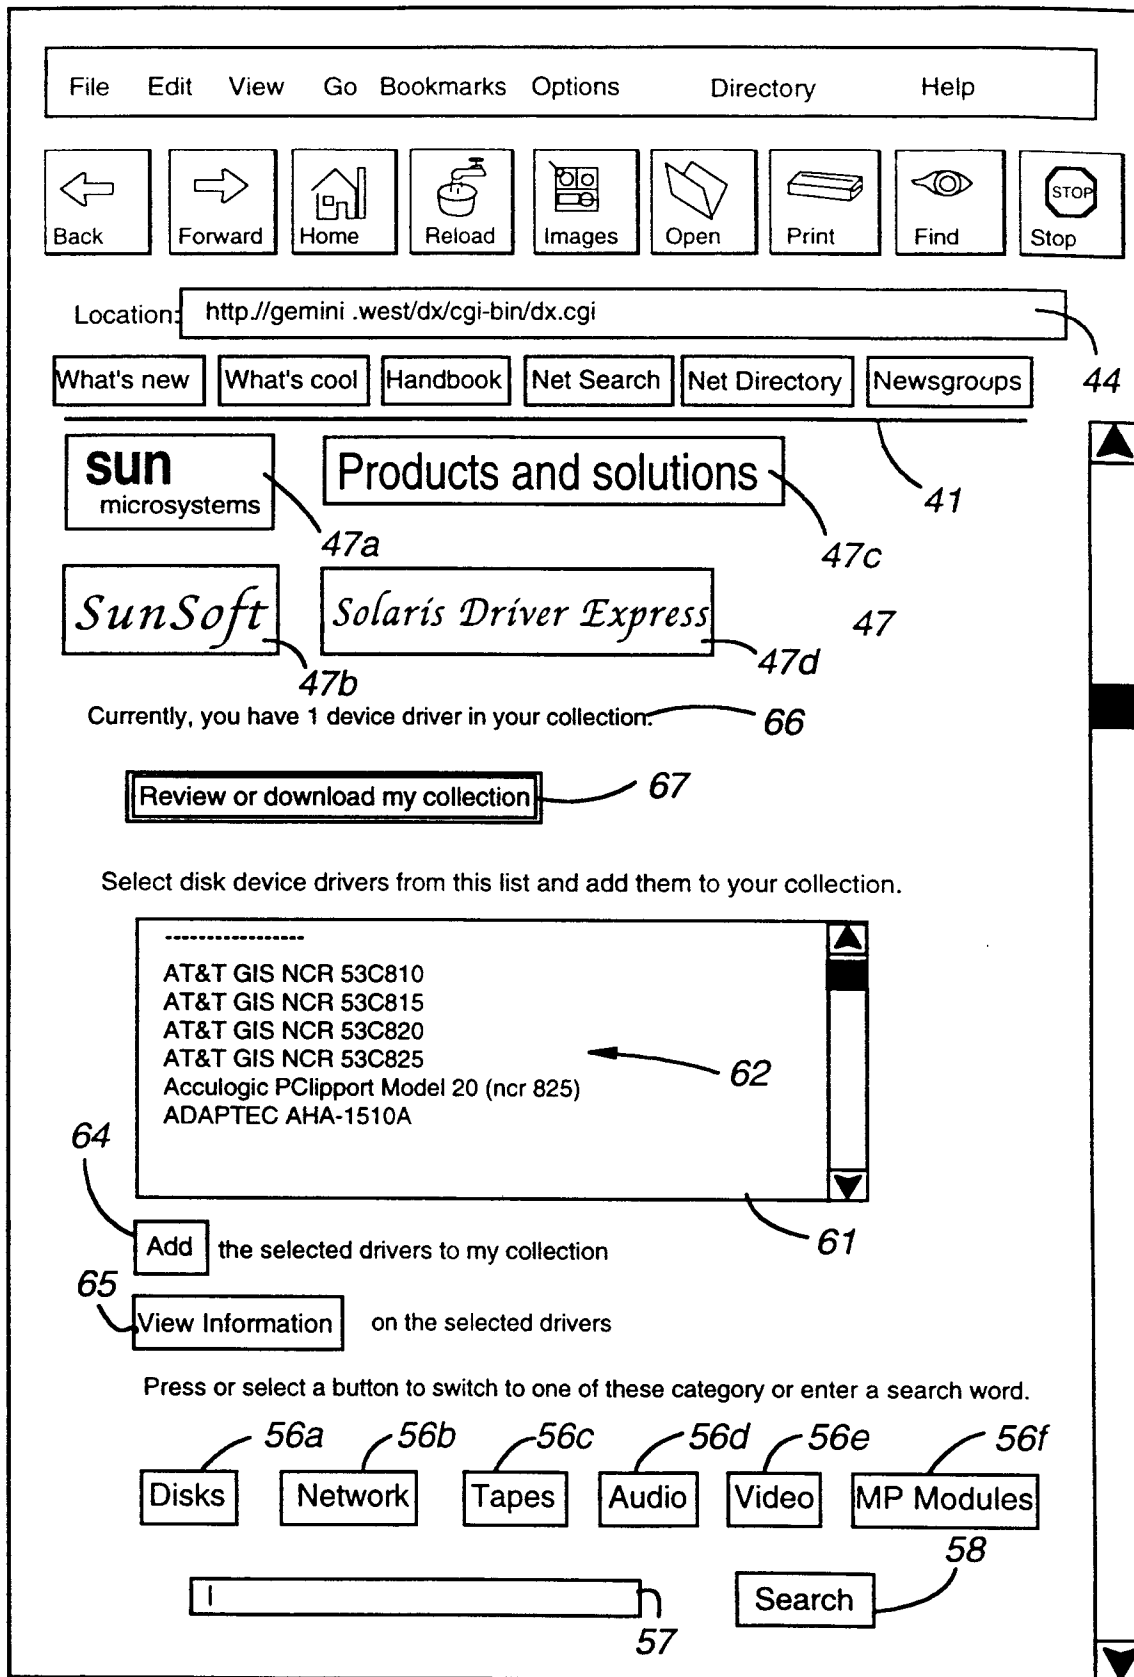 File Edit View Go Bookmarks Options Directory Help
STOP
Back Forward Home Reload Images Open Print Find Stop
Location: http://gemini .west/dx/cgi-bin/dx.cgi
What's new What's cool Handbook Net Search Net Directory Newsgroups 44
sun Products and solutions
microsystems 41
47a 47c
SunSoft Solaris Driver Express 47
47b 47d
Currently, you have 1 device driver in your collection. 66
Review or download my collection 67
Select disk device drivers from this list and add them to your collection.
-----------------
AT&T GIS NCR 53C810
AT&T GIS NCR 53C815
AT&T GIS NCR 53C820
AT&T GIS NCR 53C825
62
Acculogic PClipport Model 20 (ncr 825)
ADAPTEC AHA-1510A
64
61
Add the selected drivers to my collection
65
View Information on the selected drivers
Press or select a button to switch to one of these category or enter a search word.
56a 56b 56c 56d 56e 56f
Disks Network Tapes Audio Video MP Modules
58
Search
57